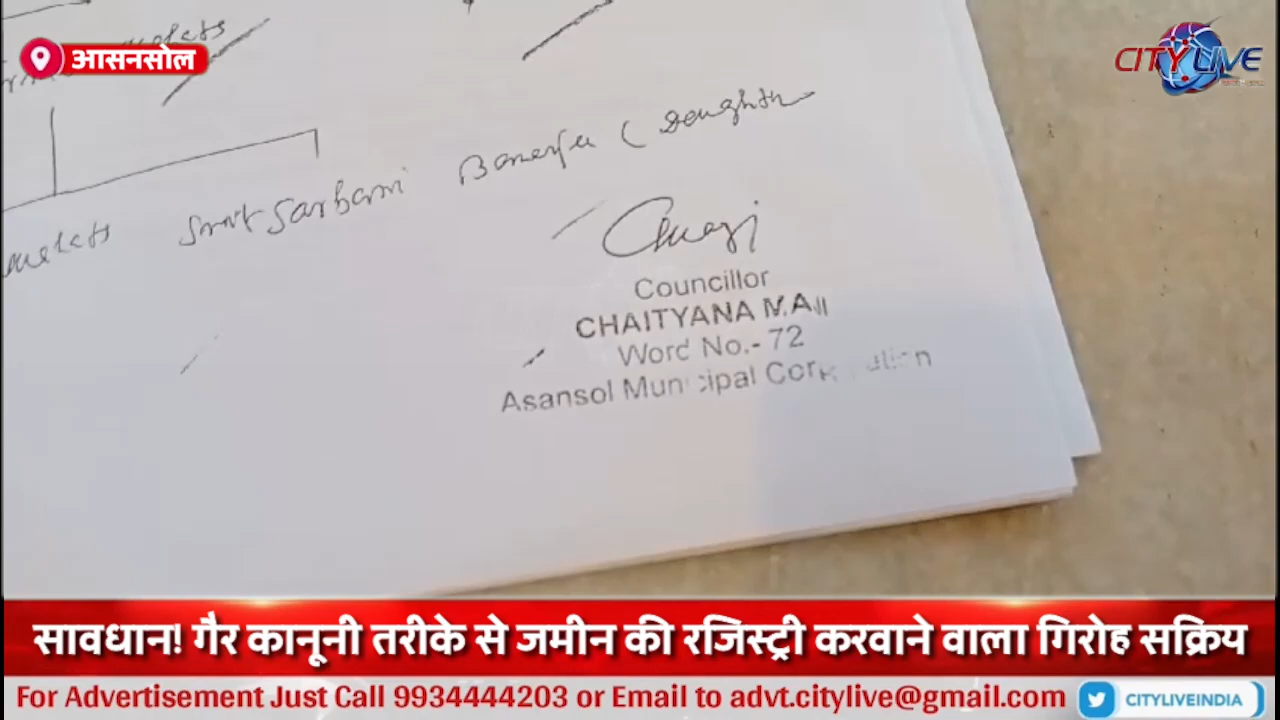 आसनसोल
CITY LIVE
Smt Sarbani Banerjee ( Daughter
Councillor
CHAITYANA MAJI
Word No.- 72
Asansol Municipal Corporation
सावधान! गैर कानूनी तरीके से जमीन की रजिस्ट्री करवाने वाला गिरोह सक्रिय
For Advertisement Just Call 9934444203 or Email to advt.citylive@gmail.com
CITYLIVEINDIA